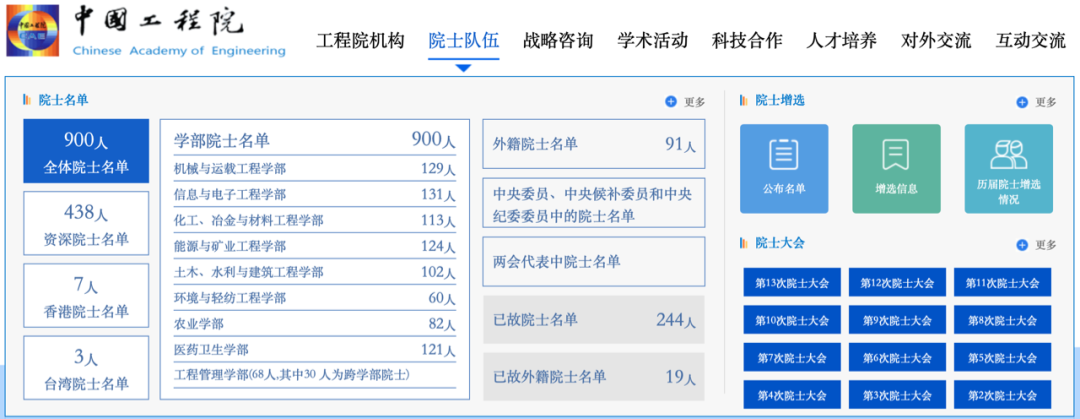 中國工程院
Chinese Academy of Engineering
工程院机构 院士队伍 战略咨询 学术活动 科技合作 人才培养 对外交流 互动交流
院士名单
更多
900人
全体院士名单
438人
资深院士名单
7人
香港院士名单
3人
台湾院士名单
学部院士名单 900人
机械与运载工程学部 129人
信息与电子工程学部 131人
化工、冶金与材料工程学部 113人
能源与矿业工程学部 124人
土木、水利与建筑工程学部 102人
环境与轻纺工程学部 60人
农业学部 82人
医药卫生学部 121人
工程管理学部(68人,其中30 人为跨学部院士)
外籍院士名单 91人
中央委员、中央候补委员和中央
纪委委员中的院士名单
两会代表中院士名单
已故院士名单 244人
已故外籍院士名单 19人
院士增选
更多
公布名单
增选信息
历届院士增选
情况
院士大会
更多
第13次院士大会 第12次院士大会 第11次院士大会
第10次院士大会 第9次院士大会 第8次院士大会
第7次院士大会 第6次院士大会 第5次院士大会
第4次院士大会 第3次院士大会 第2次院士大会